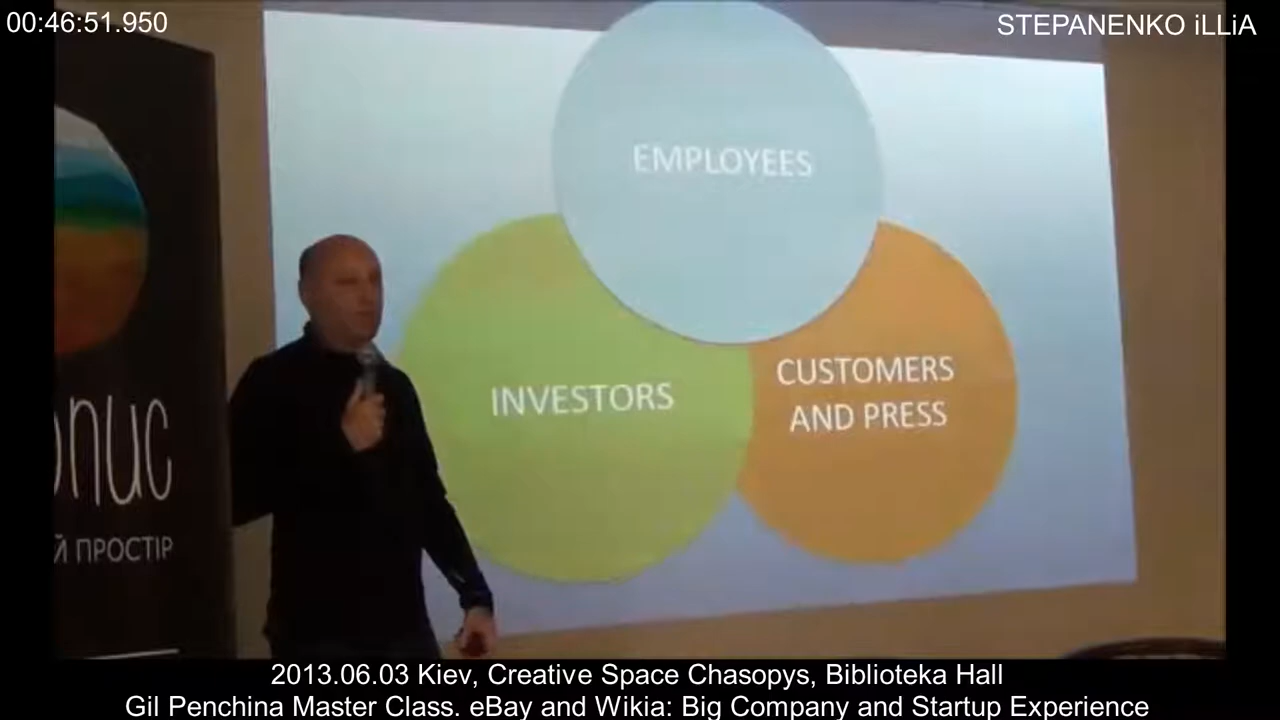 00:46:51.950
STEPANENKO iLLiA
EMPLOYEES
INVESTORS
CUSTOMERS
AND PRESS
опис
Й ПРОСТІР
2013.06.03 Kiev, Creative Space Chasopys, Biblioteka Hall
Gil Penchina Master Class. eBay and Wikia: Big Company and Startup Experience